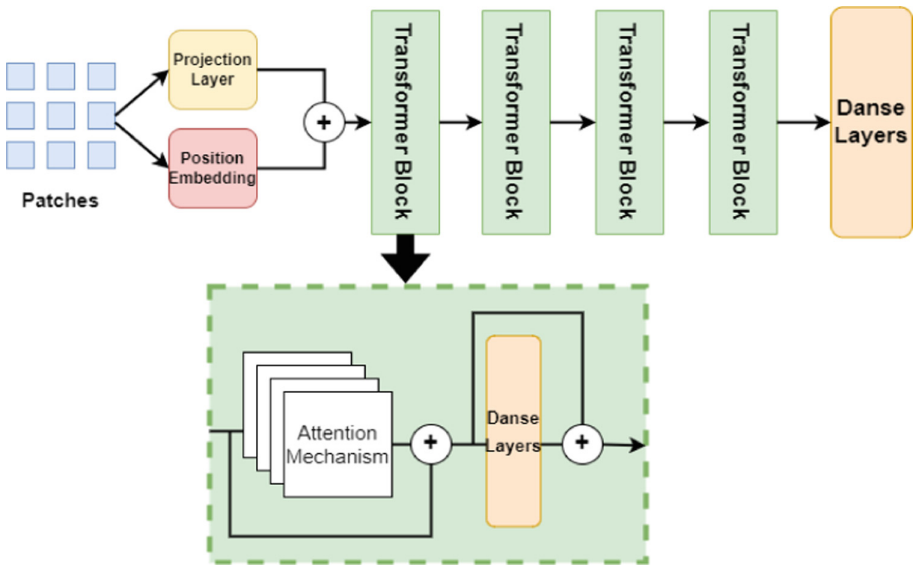 Patches
Projection
Layer
Position
Embedding
+
Transformer Block
Transformer Block
Transformer Block
Transformer Block
Danse
Layers
Attention
Mechanism
+
Danse
Layers
+